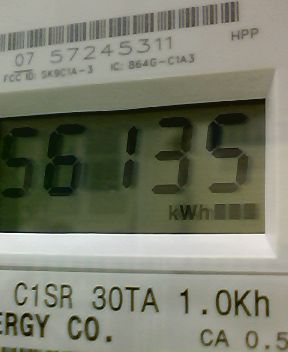 07 57245311
HPP
FCC ID: SK9C1A-3 IC: 864G-C1A3
56135
kWh
C1SR 30TA 1.0Kh
ERGY CO.
CA 0.5